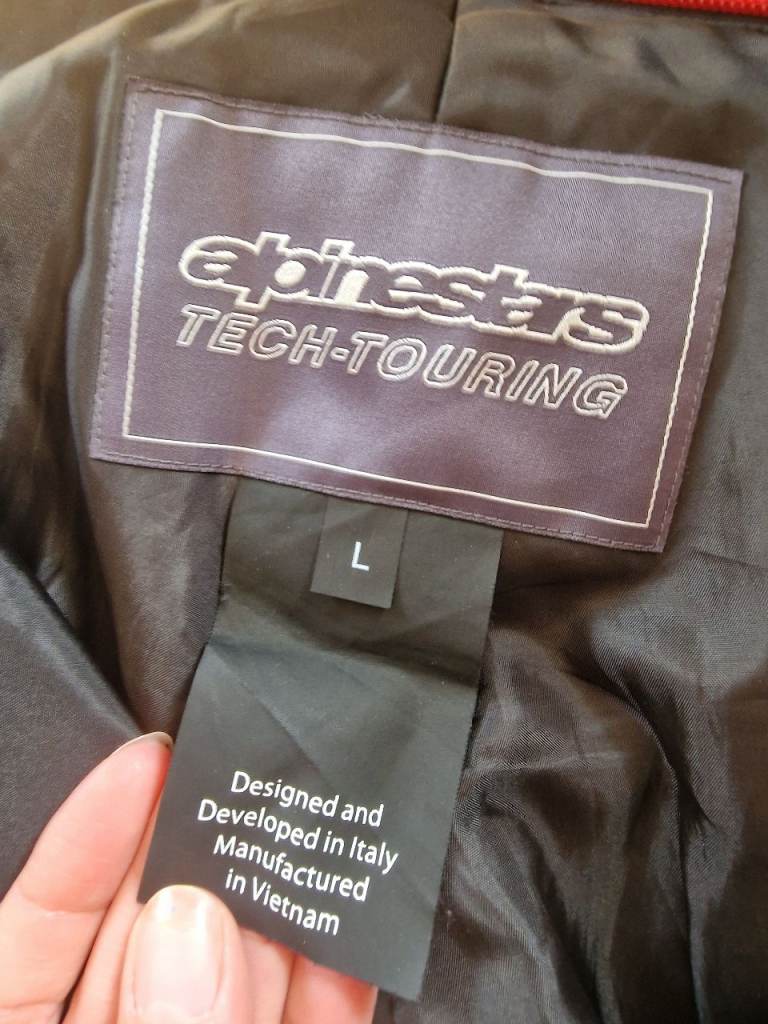 alpinestars
TECH-TOURING
L
Designed and
Developed in Italy
Manufactured
in Vietnam